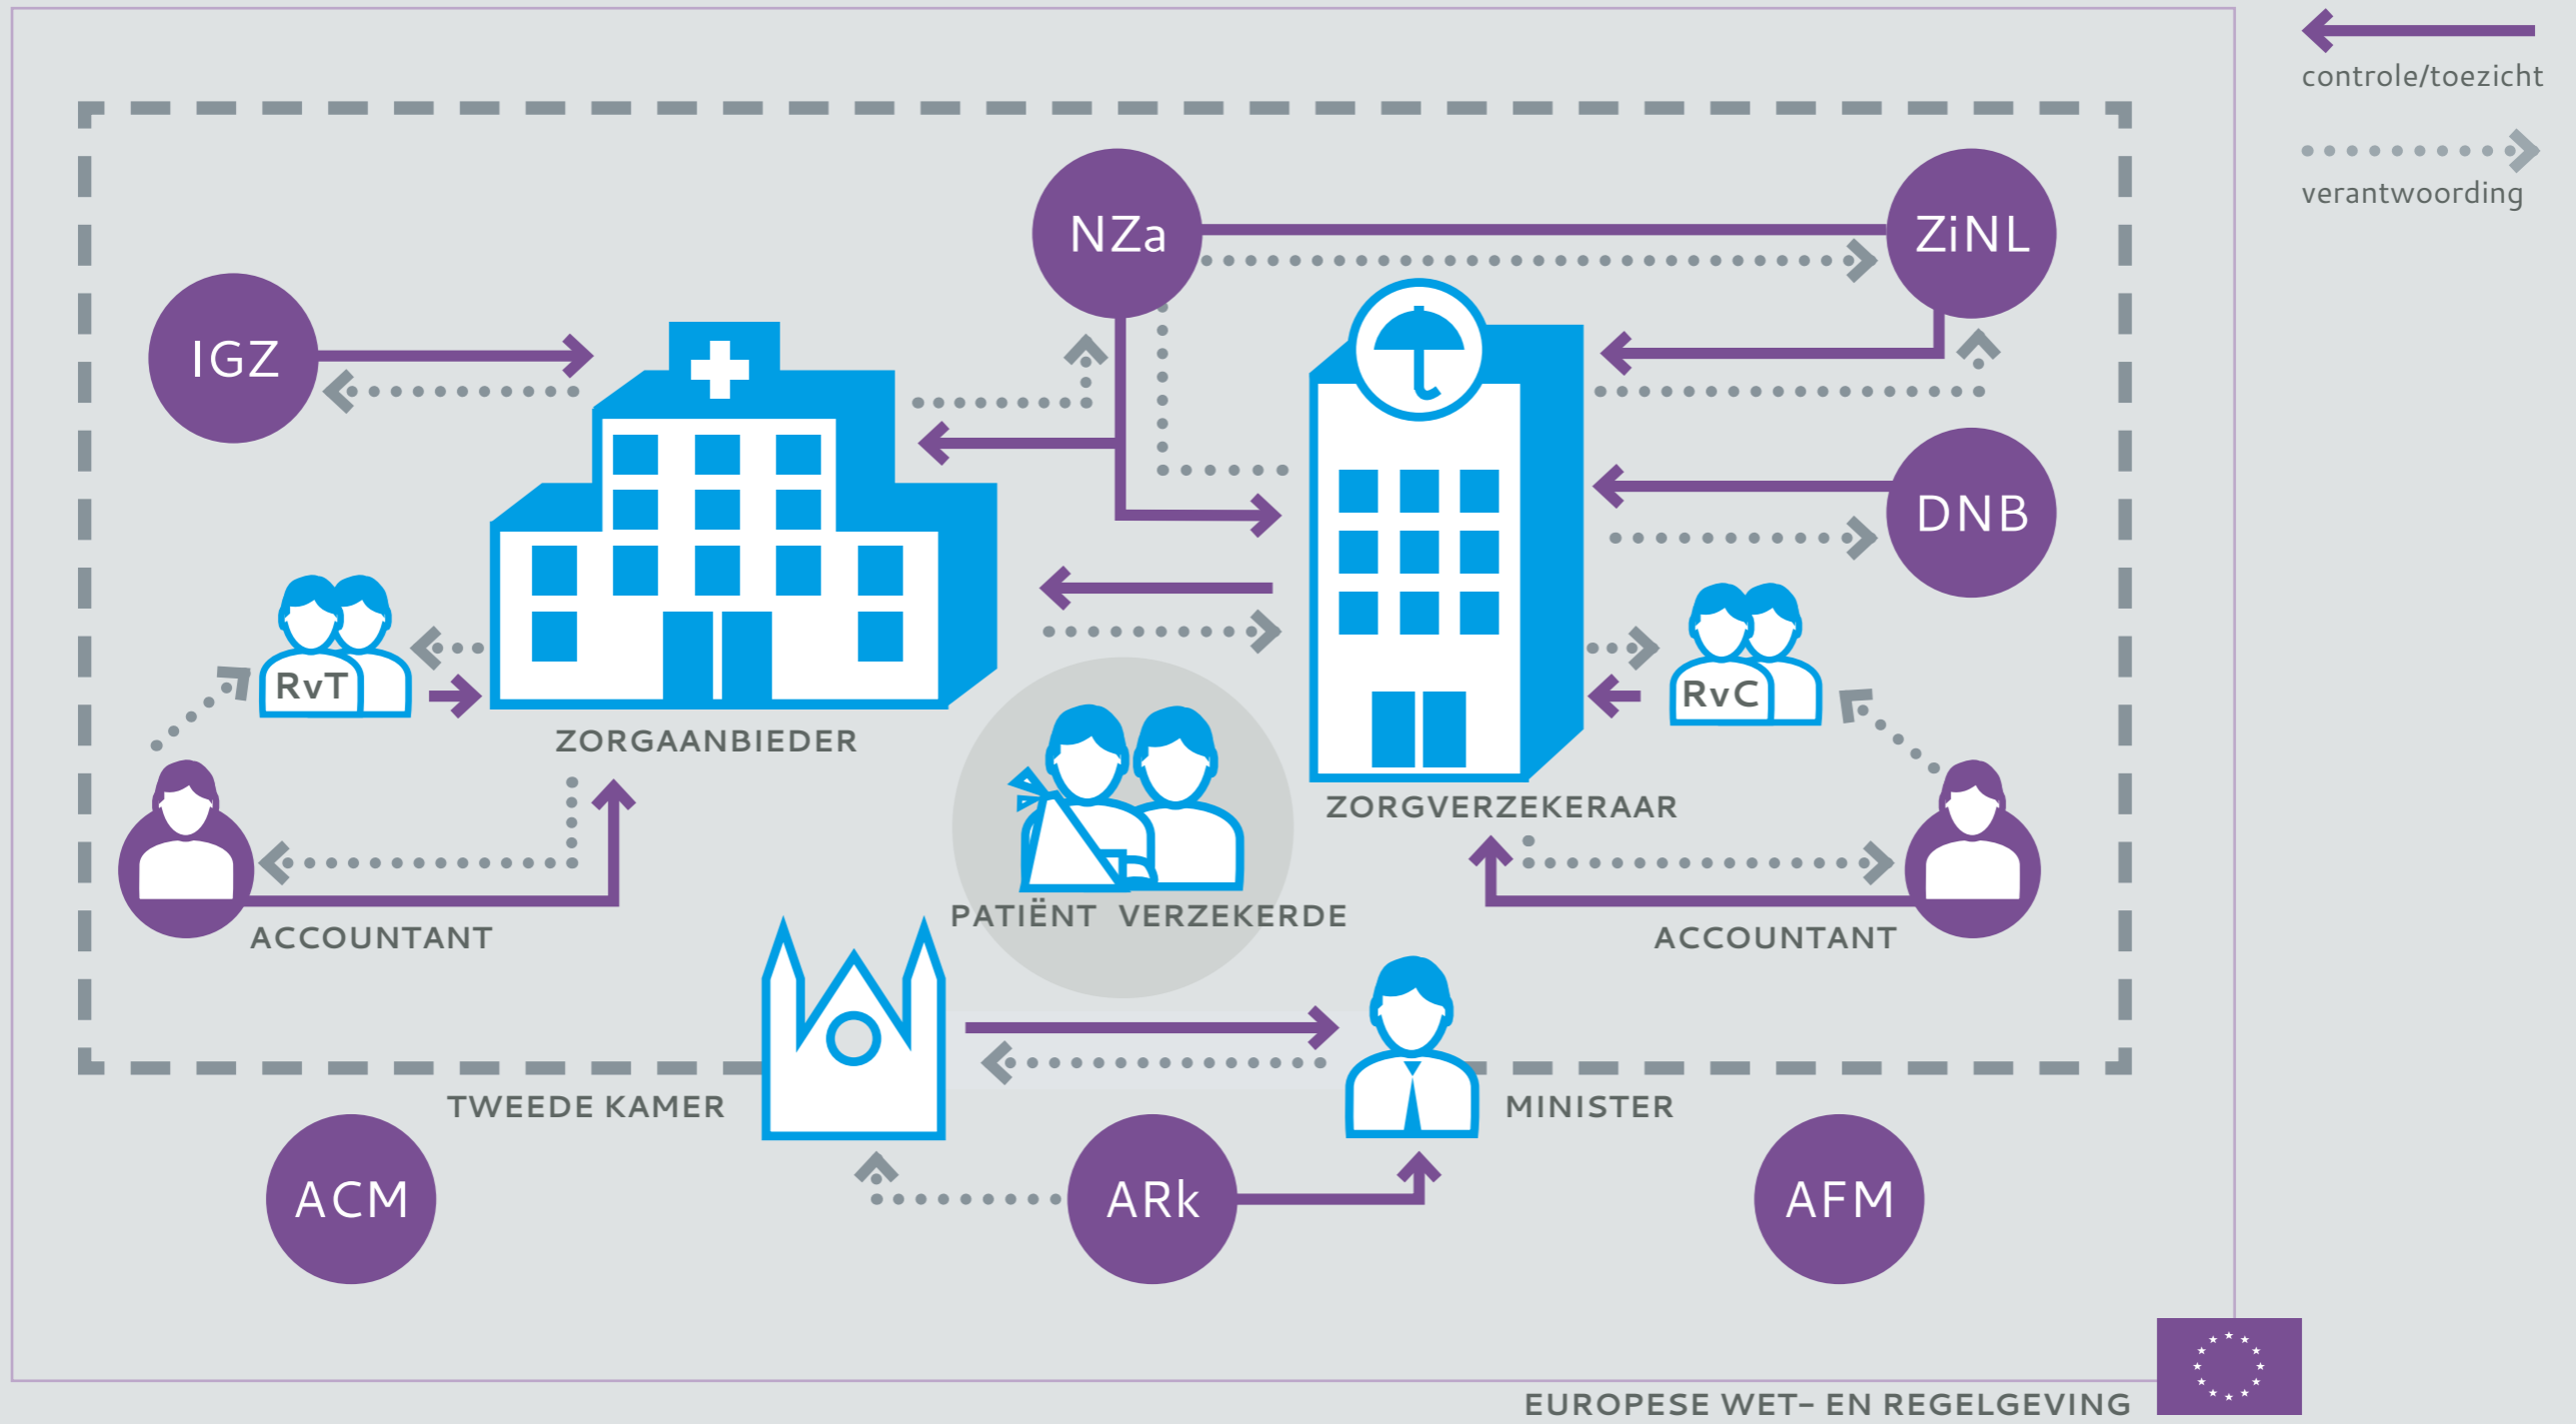 controle/toezicht
verantwoording
NZa
ZiNL
IGZ
DNB
RvT
RvC
ZORGAANBIEDER
ZORGVERZEKERAAR
PATIËNT VERZEKERDE
ACCOUNTANT
ACCOUNTANT
TWEEDE KAMER
MINISTER
ACM
ARk
AFM
EUROPESE WET- EN REGELGEVING